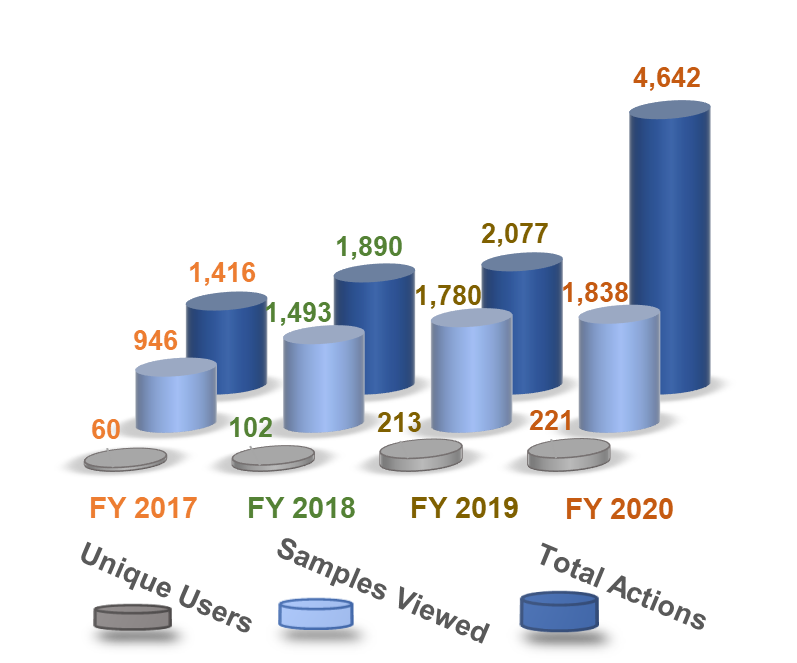 4,642
2,077
1,890
1,416
1,838
1,780
1,493
946
221
213
102
60
FY 2017
FY 2018
FY 2019
FY 2020
Unique Users
Samples Viewed
Total Actions